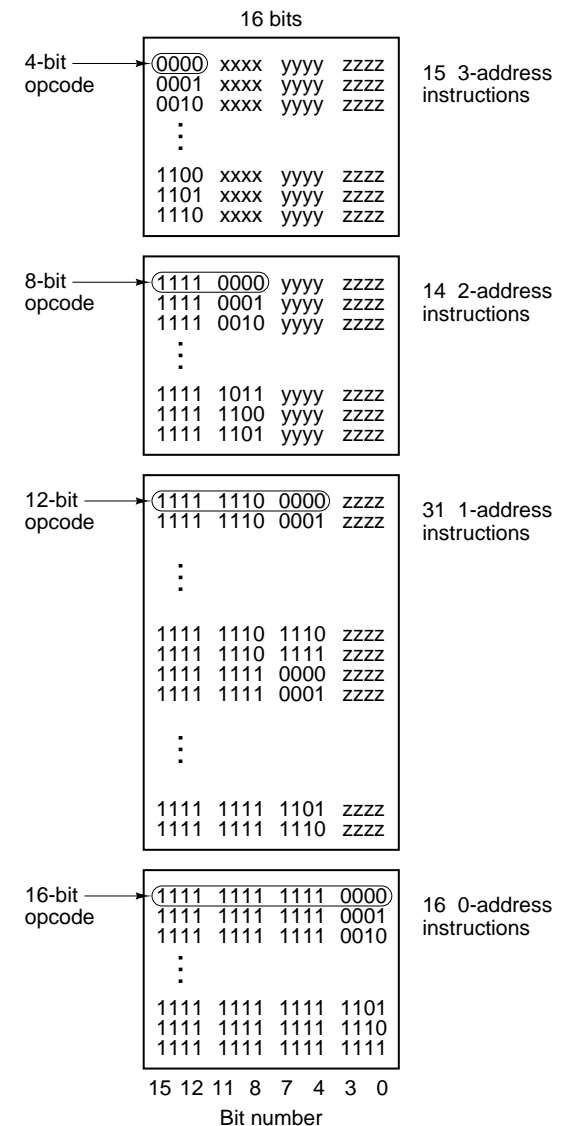 16 bits
4-bit
opcode
0000 xxxx yyyy zzzz
0001 xxxx yyyy zzzz
0010 xxxx yyyy zzzz
1100 xxxx yyyy zzzz
1101 xxxx yyyy zzzz
1110 xxxx yyyy zzzz
15 3-address
instructions
8-bit
opcode
1111 0000 yyyy zzzz
1111 0001 yyyy zzzz
1111 0010 yyyy zzzz
1111 1011 yyyy zzzz
1111 1100 yyyy zzzz
1111 1101 yyyy zzzz
14 2-address
instructions
12-bit
opcode
1111 1110 0000 zzzz
1111 1110 0001 zzzz
1111 1110 1110 zzzz
1111 1110 1111 zzzz
1111 1111 0000 zzzz
1111 1111 0001 zzzz
1111 1111 1101 zzzz
1111 1111 1110 zzzz
31 1-address
instructions
16-bit
opcode
1111 1111 1111 0000
1111 1111 1111 0001
1111 1111 1111 0010
1111 1111 1111 1101
1111 1111 1111 1110
1111 1111 1111 1111
16 0-address
instructions
15 12 11 8 7 4 3 0
Bit number